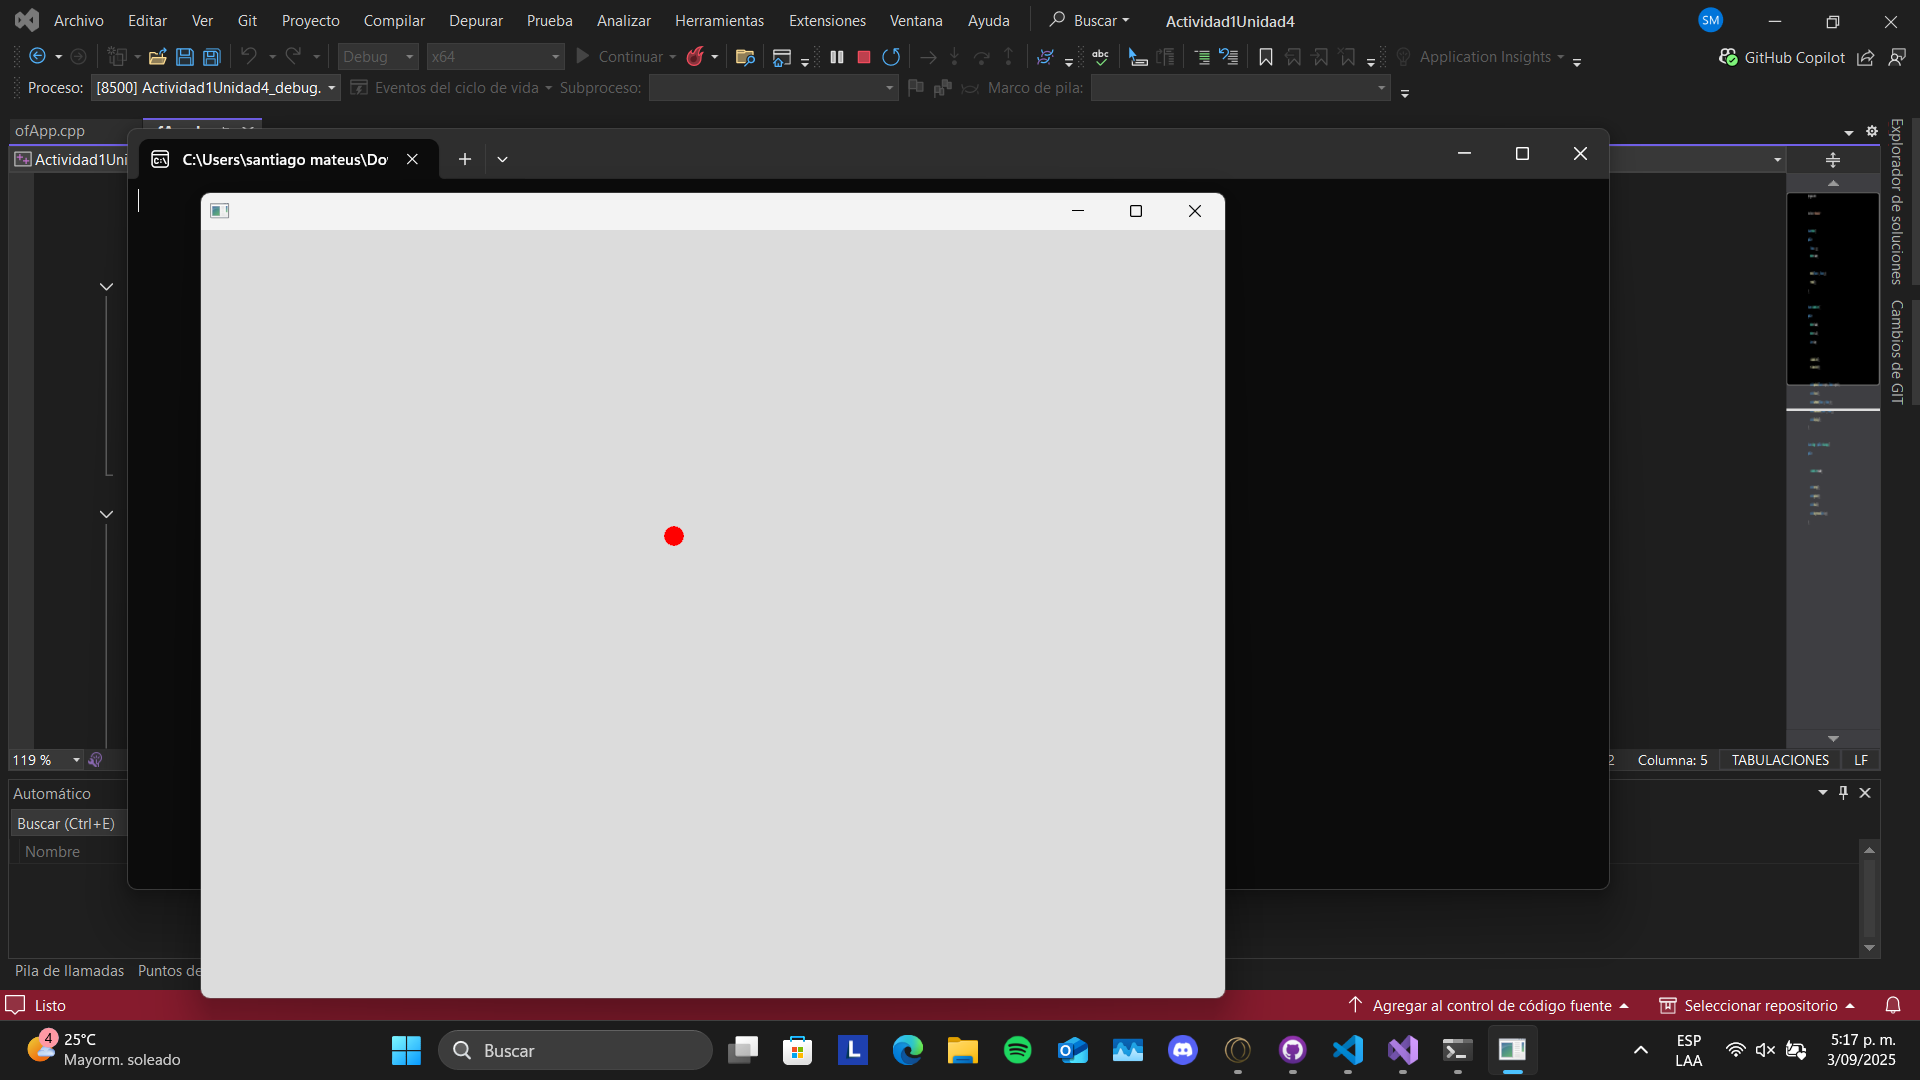 Archivo Editar Ver Git Proyecto Compilar Depurar Prueba Analizar Herramientas Extensiones Ventana Ayuda Buscar Actividad1Unidad4 SM
Debug x64 Continuar abc Application Insights GitHub Copilot
Proceso: [8500] Actividad1Unidad4_debug. Eventos del ciclo de vida Subproceso: Marco de pila:
ofApp.cpp
Actividad1Uni
C:\Users\santiago mateus\Do
Explorador de soluciones
Cambios de GIT
119 % Columna: 5 TABULACIONES LF
Automático
Buscar (Ctrl+E)
Nombre
Pila de llamadas Puntos de
Listo Agregar al control de código fuente Seleccionar repositorio
4 25°C
Mayorm. soleado
Buscar
L
ESP
LAA
5:17 p. m.
3/09/2025